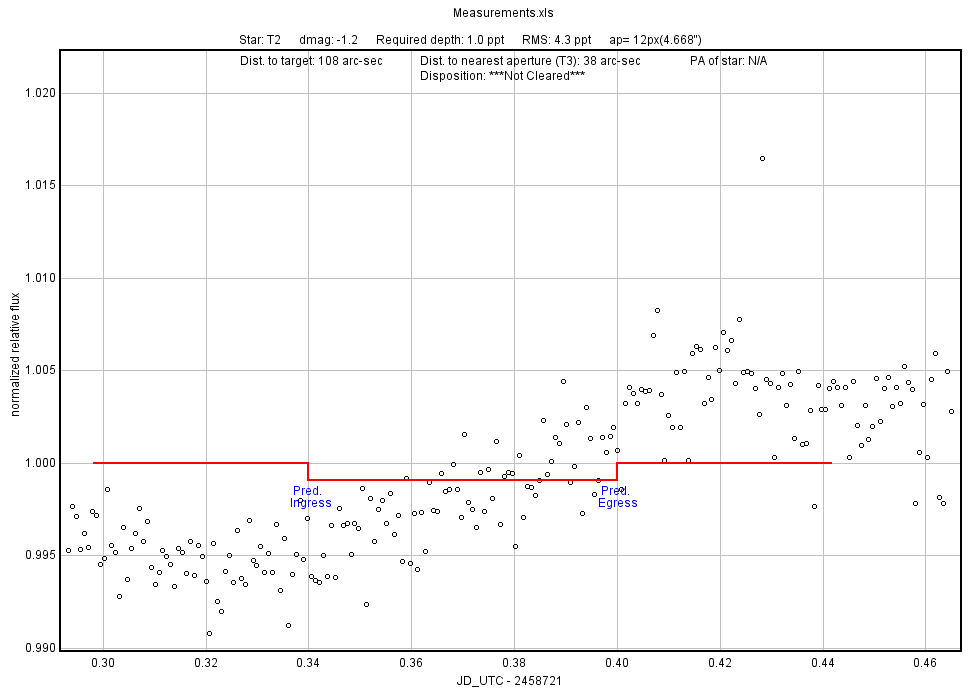 Measurements.xls
Star: T2 dmag: -1.2 Required depth: 1.0 ppt RMS: 4.3 ppt ap= 12px(4.668")
Dist. to target: 108 arc-sec Dist. to nearest aperture (T3): 38 arc-sec PA of star: N/A
Disposition: ***Not Cleared***
1.020
1.015
1.010
1.005
1.000
0.995
0.990
normalized relative flux
Pred. Ingress
Pred. Egress
0.30 0.32 0.34 0.36 0.38 0.40 0.42 0.44 0.46
JD_UTC - 2458721